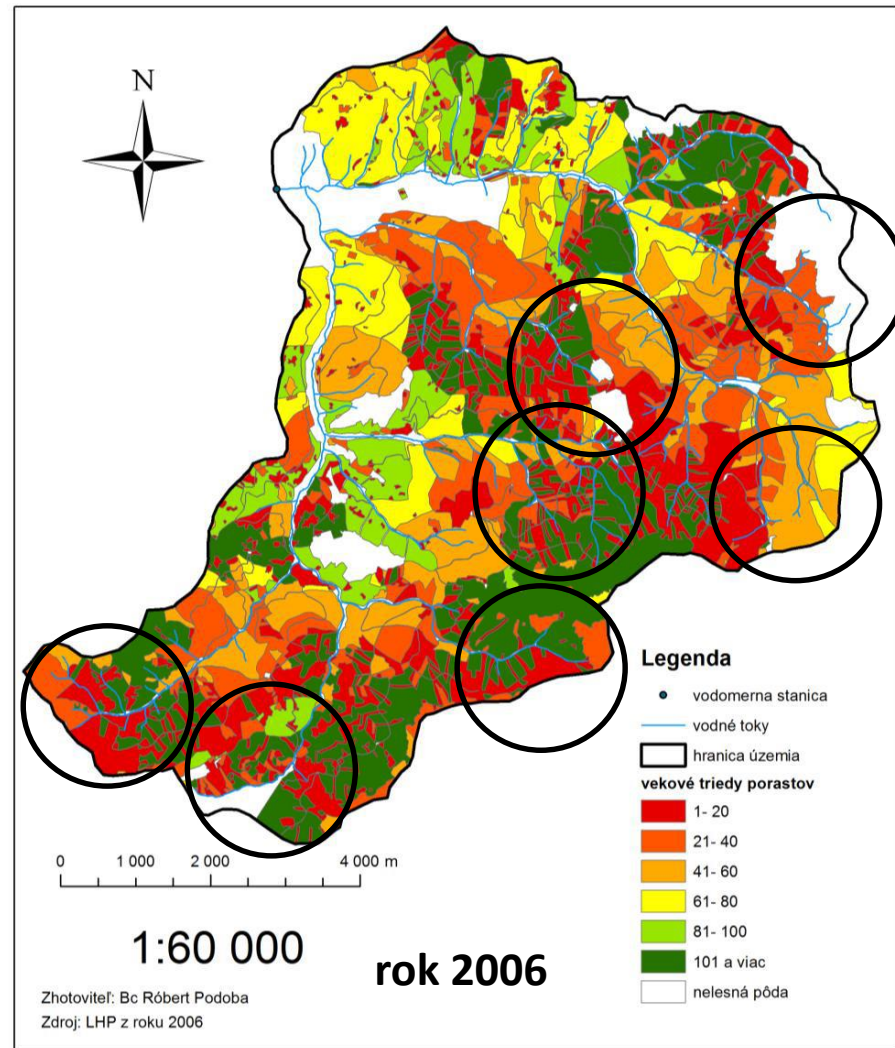 N
Legenda
vodomerna stanica
vodné toky
hranica územia
vekové triedy porastov
1- 20
21- 40
41- 60
61- 80
81- 100
101 a viac
nelesná pôda
0 1 000 2 000 4 000 m
1:60 000
rok 2006
Zhotoviteľ: Bc Róbert Podoba
Zdroj: LHP z roku 2006